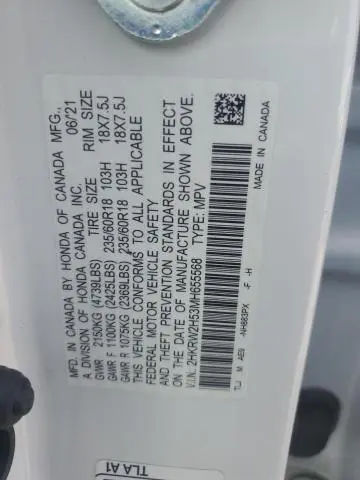 MFD. IN CANADA BY HONDA OF CANADA MFG.,
A DIVISION OF HONDA CANADA INC. 06/21
TIRE SIZE RIM SIZE
GVWR 2150KG (4739LBS)
GAWR F 1100KG (2425LBS) 235/60R18 103H 18X7.5J
GAWR R 1075KG (2369LBS) 235/60R18 103H 18X7.5J
THIS VEHICLE CONFORMS TO ALL APPLICABLE
FEDERAL MOTOR VEHICLE SAFETY
AND THEFT PREVENTION STANDARDS IN EFFECT
ON THE DATE OF MANUFACTURE SHOWN ABOVE.
V.I.N. 2HKRW2H53MH655568 TYPE: MPV
TLJ M AE9 -NH883PX -F -H
MADE IN CANADA
TLA A1